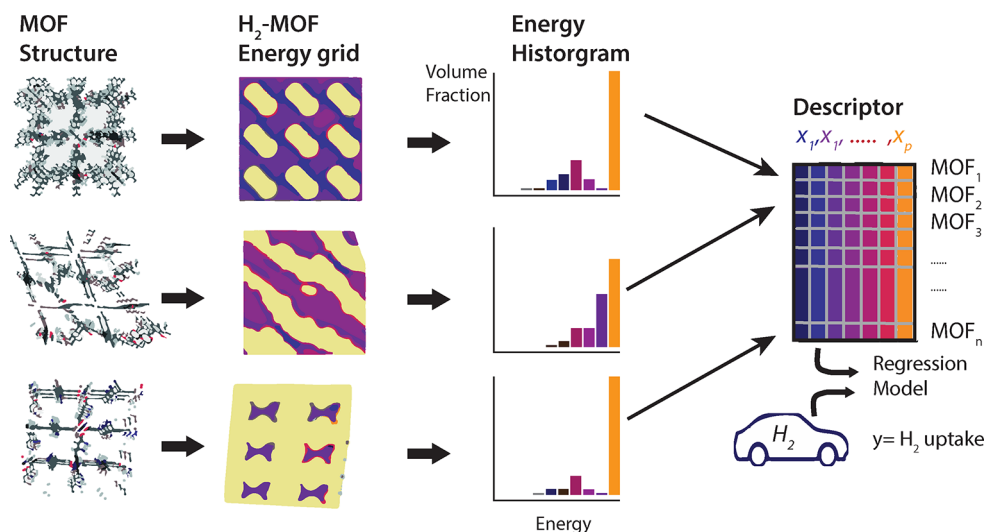 MOF
Structure
H₂-MOF
Energy grid
Energy
Historgram
Volume
Fraction
Descriptor
X₁,X₁, ..... ,Xₚ
MOF₁
MOF₂
MOF₃
......
......
MOFₙ
Regression
Model
H₂
y= H₂ uptake
Energy